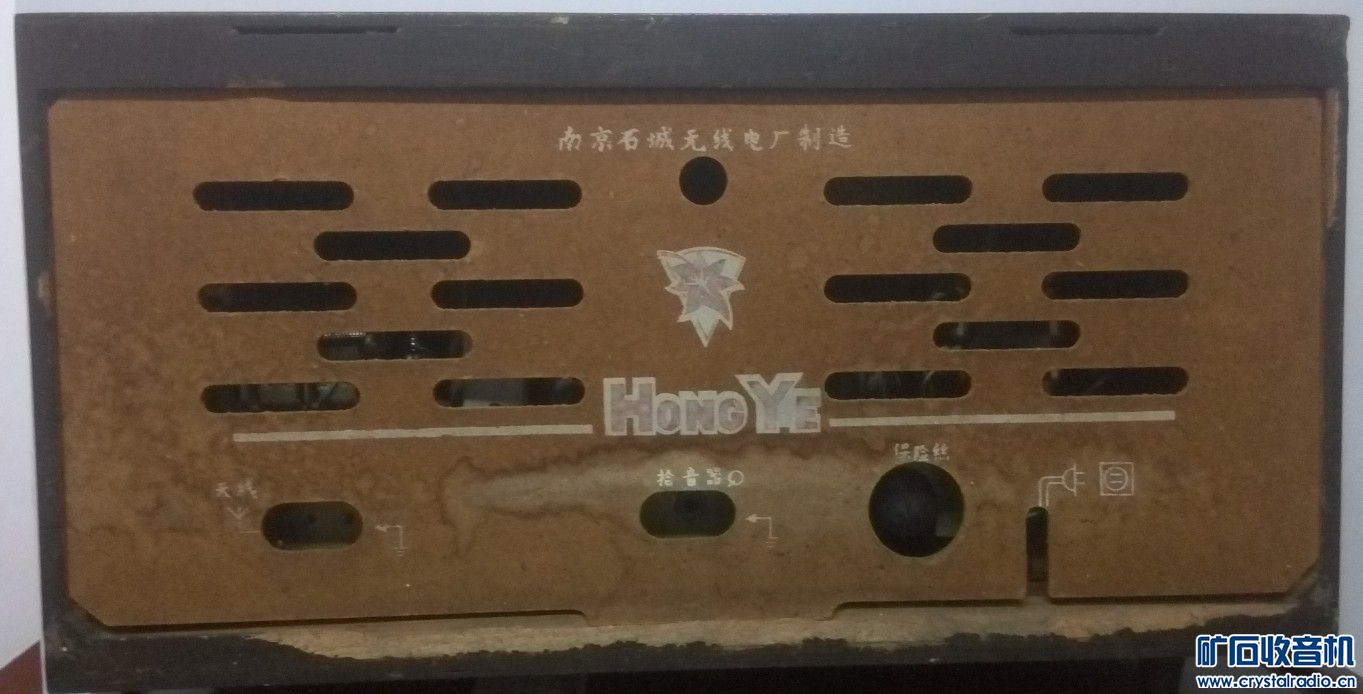 南京石城无线电厂制造
HONG YE
保险丝
拾音器
天线
矿石收音机
www.crystalradio.cn